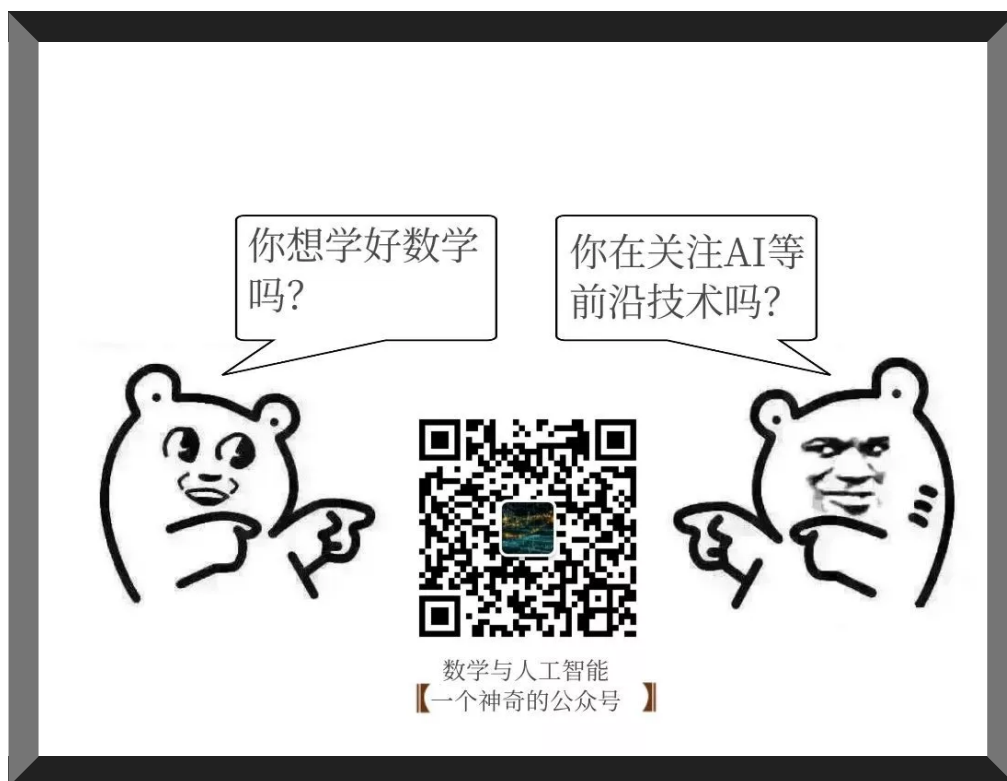 你想学好数学
吗？
你在关注AI等
前沿技术吗？
数学与人工智能
【一个神奇的公众号 】